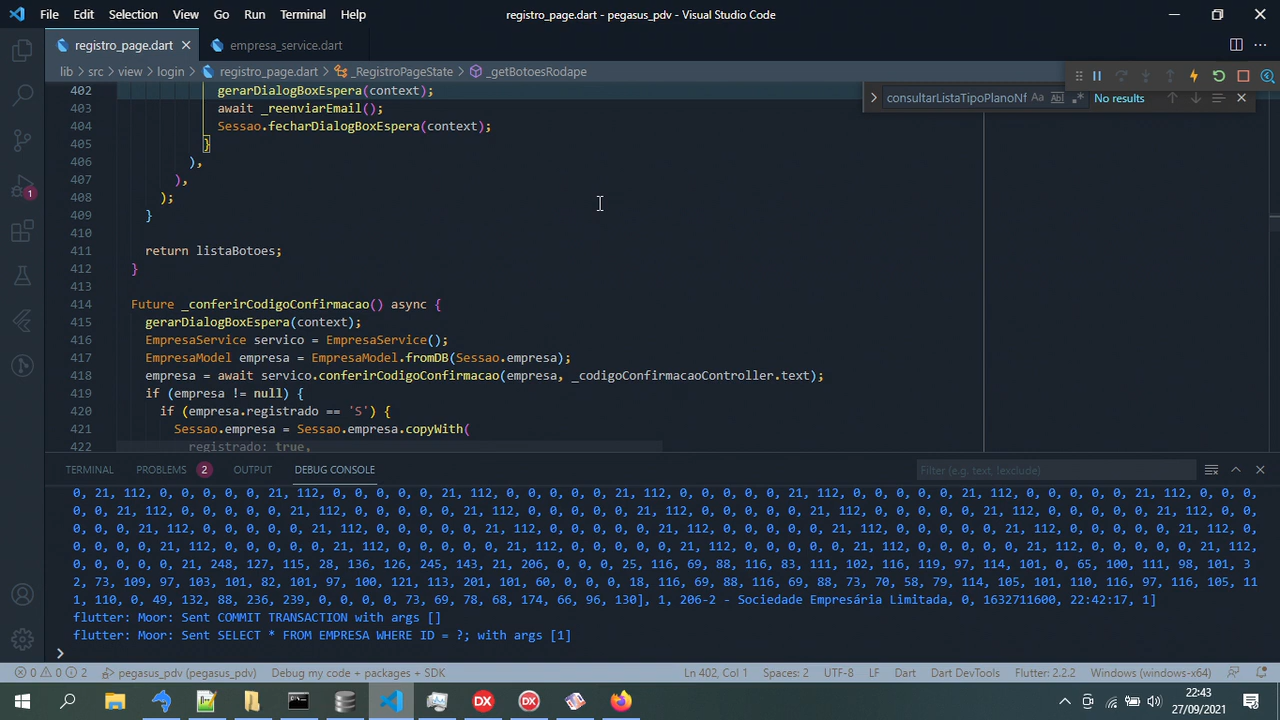 File Edit Selection View Go Run Terminal Help registro_page.dart - pegasus_pdv - Visual Studio Code
registro_page.dart empresa_service.dart
lib > src > view > login > registro_page.dart > _RegistroPageState > _getBotoesRodape
consultarListaTipoPlanoNf Aa Abl .* No results
402 gerarDialogBoxEspera(context);
403 await _reenviarEmail();
404 Sessao.fecharDialogBoxEspera(context);
405 }
406 ),
407 ),
408 );
409 }
410
411 return listaBotoes;
412 }
413
414 Future _conferirCodigoConfirmacao() async {
415 gerarDialogBoxEspera(context);
416 EmpresaService servico = EmpresaService();
417 EmpresaModel empresa = EmpresaModel.fromDB(Sessao.empresa);
418 empresa = await servico.conferirCodigoConfirmacao(empresa, _codigoConfirmacaoController.text);
419 if (empresa != null) {
420 if (empresa.registrado == 'S') {
421 Sessao.empresa = Sessao.empresa.copyWith(
422 registrado: true,
TERMINAL PROBLEMS 2 OUTPUT DEBUG CONSOLE Filter (e.g. text, !exclude)
0, 21, 112, 0, 0, 0, 0, 0, 21, 112, 0, 0, 0, 0, 0, 21, 112, 0, 0, 0, 0, 0, 21, 112, 0, 0, 0, 0, 0, 21, 112, 0, 0, 0, 0, 0, 21, 112, 0, 0, 0, 0, 0, 21, 112, 0, 0, 0,
0, 0, 21, 112, 0, 0, 0, 0, 0, 21, 112, 0, 0, 0, 0, 0, 21, 112, 0, 0, 0, 0, 0, 21, 112, 0, 0, 0, 0, 0, 21, 112, 0, 0, 0, 0, 0, 21, 112, 0, 0, 0, 0, 0, 21, 112, 0, 0,
0, 0, 0, 21, 112, 0, 0, 0, 0, 0, 21, 112, 0, 0, 0, 0, 0, 21, 112, 0, 0, 0, 0, 0, 21, 112, 0, 0, 0, 0, 0, 21, 112, 0, 0, 0, 0, 0, 21, 112, 0, 0, 0, 0, 0, 21, 112, 0,
0, 0, 0, 0, 21, 112, 0, 0, 0, 0, 0, 21, 112, 0, 0, 0, 0, 0, 21, 112, 0, 0, 0, 0, 0, 21, 112, 0, 0, 0, 0, 0, 21, 112, 0, 0, 0, 0, 0, 21, 112, 0, 0, 0, 0, 0, 21, 112,
0, 0, 0, 0, 0, 21, 248, 127, 115, 28, 136, 126, 245, 143, 21, 206, 0, 0, 0, 25, 116, 69, 88, 116, 83, 111, 102, 116, 119, 97, 114, 101, 0, 65, 100, 111, 98, 101, 3
2, 73, 109, 97, 103, 101, 82, 101, 97, 100, 121, 113, 201, 101, 60, 0, 0, 0, 18, 116, 69, 88, 116, 69, 88, 73, 70, 58, 79, 114, 105, 101, 110, 116, 97, 116, 105, 11
1, 110, 0, 49, 132, 88, 236, 239, 0, 0, 0, 0, 73, 69, 78, 68, 174, 66, 96, 130], 1, 206-2 - Sociedade Empresária Limitada, 0, 1632711600, 22:42:17, 1]
flutter: Moor: Sent COMMIT TRANSACTION with args []
flutter: Moor: Sent SELECT * FROM EMPRESA WHERE ID = ?; with args [1]
>
0 0 2 pegasus_pdv (pegasus_pdv) Debug my code + packages + SDK Ln 402, Col 1 Spaces: 2 UTF-8 LF Dart Dart DevTools Flutter: 2.2.2 Windows (windows-x64)
22:43
27/09/2021